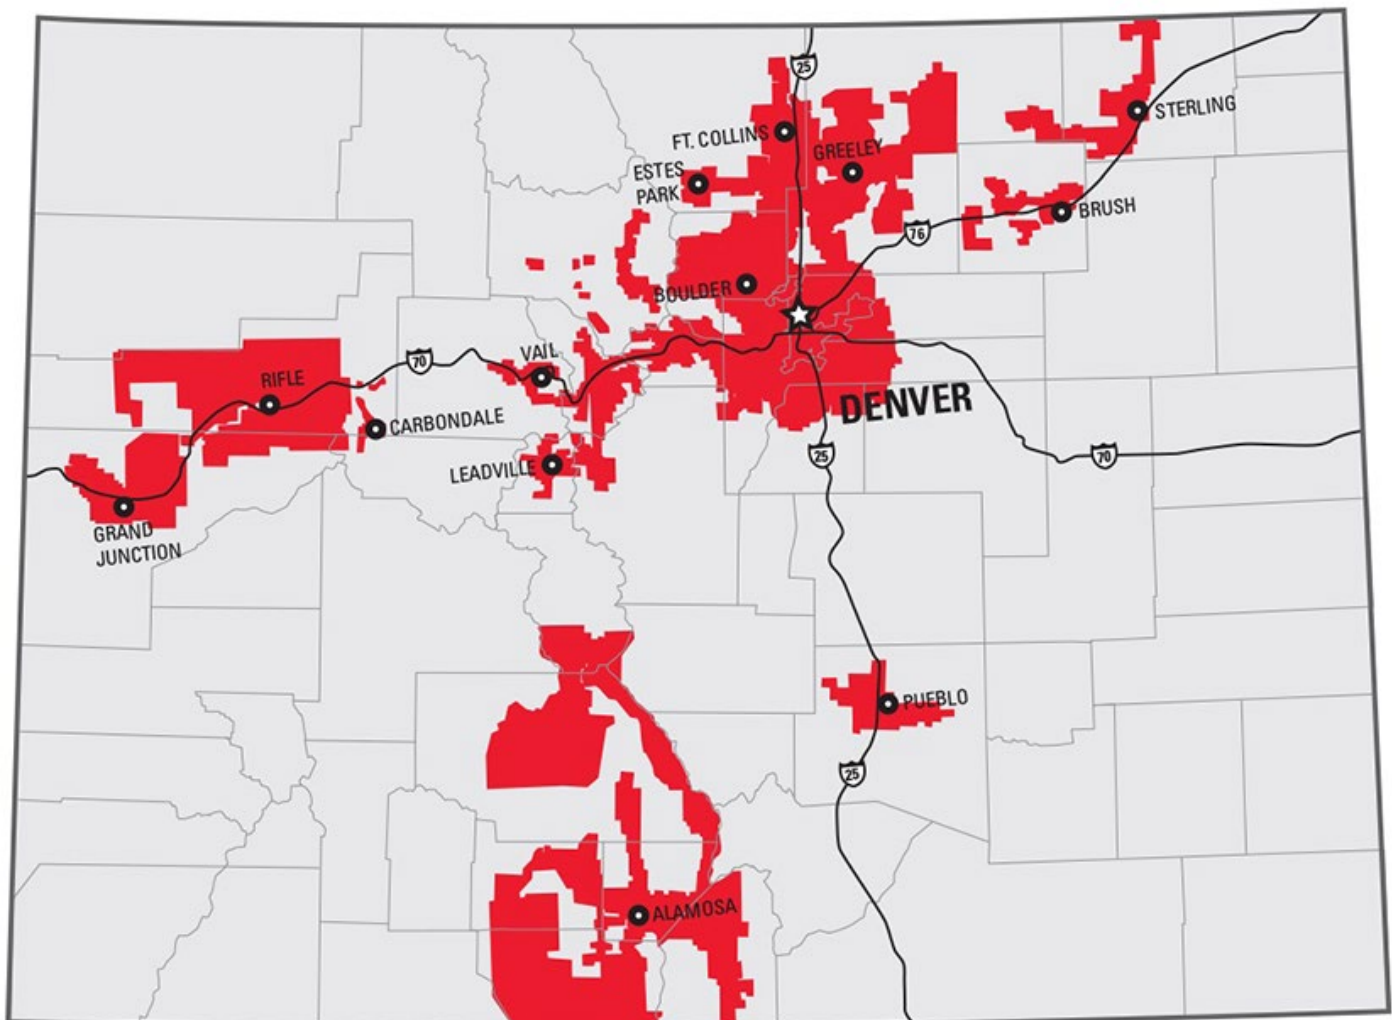 25
FT. COLLINS
STERLING
GREELEY
ESTES
PARK
BRUSH
76
BOULDER
VAIL
70
RIFLE
DENVER
CARBONDALE
25
70
LEADVILLE
GRAND
JUNCTION
PUEBLO
25
ALAMOSA